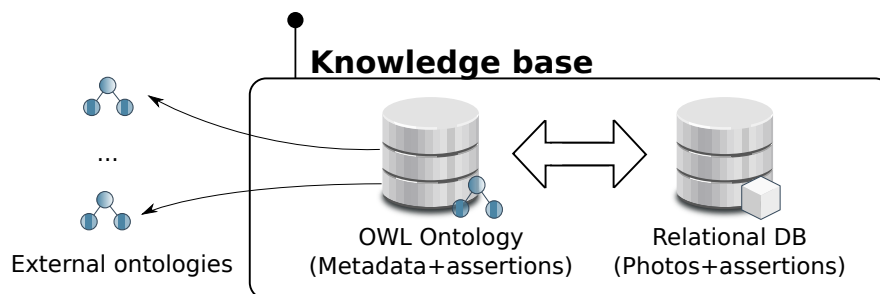 Knowledge base
...
External ontologies
OWL Ontology
(Metadata+assertions)
Relational DB
(Photos+assertions)